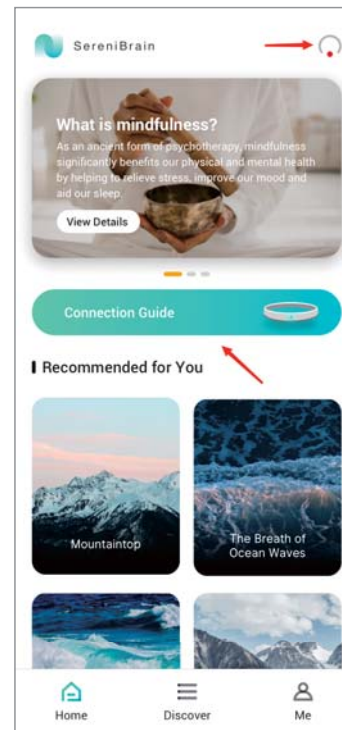 SereniBrain
What is mindfulness?
As an ancient form of psychotherapy, mindfulness
significantly benefits our physical and mental health
by helping to relieve stress, improve our mood and
aid our sleep.
View Details
Connection Guide
Recommended for You
Mountaintop
The Breath of
Ocean Waves
Home
Discover
Me